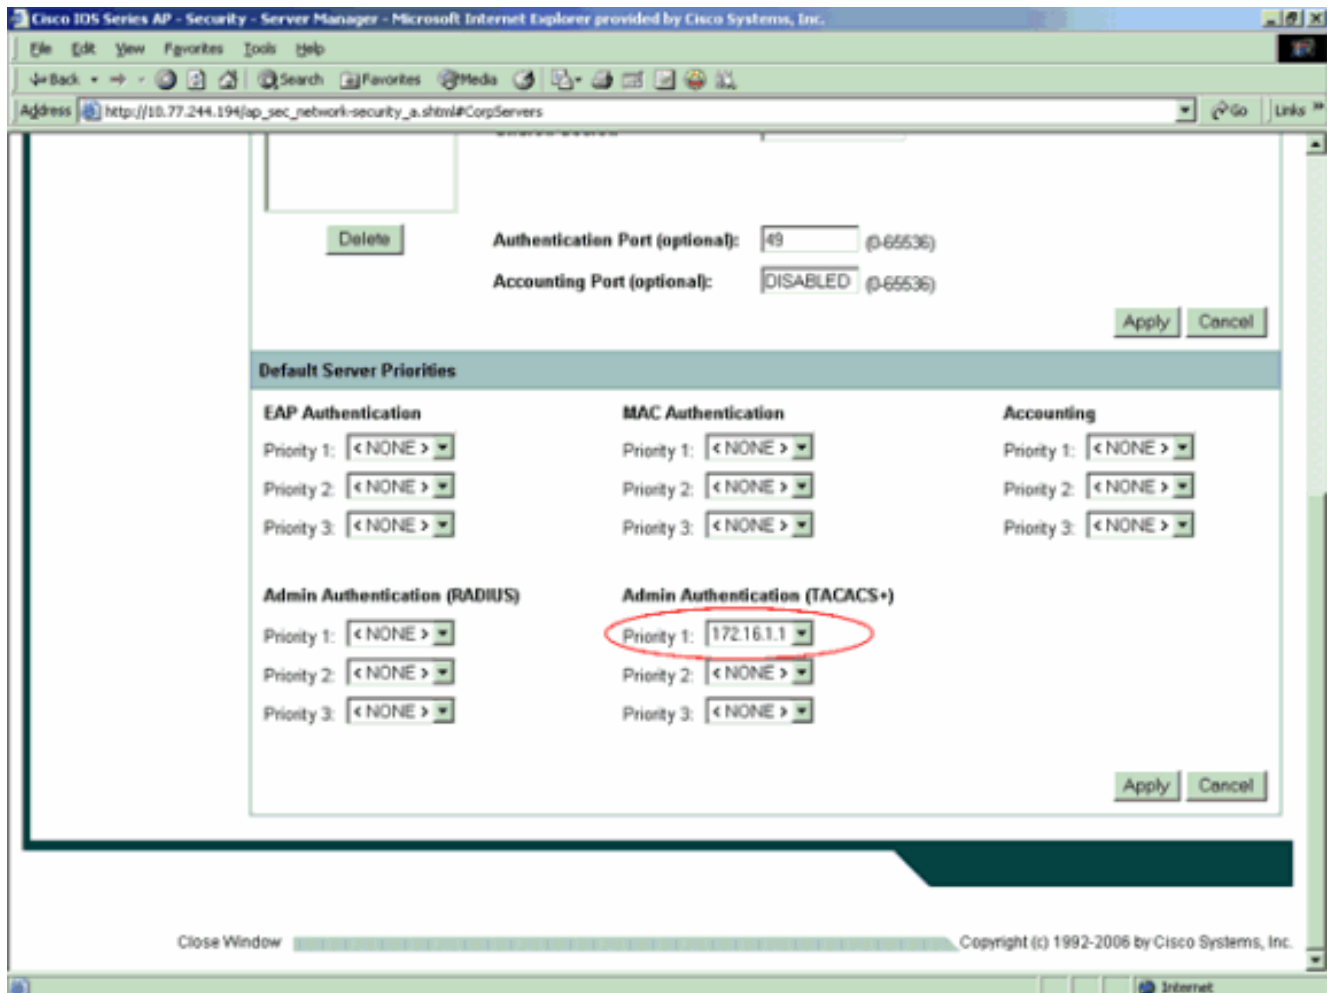 Cisco IOS Series AP - Security - Server Manager - Microsoft Internet Explorer provided by Cisco Systems, Inc.
File Edit View Favorites Tools Help
Back Search Favorites Media
Address http://10.77.244.194/ap_sec_network-security_a.shtml#CorpServers Go Links »
Delete Authentication Port (optional): 49 (0-65536)
Accounting Port (optional): DISABLED (0-65536)
Apply Cancel
Default Server Priorities
EAP Authentication MAC Authentication Accounting
Priority 1: < NONE > Priority 1: < NONE > Priority 1: < NONE >
Priority 2: < NONE > Priority 2: < NONE > Priority 2: < NONE >
Priority 3: < NONE > Priority 3: < NONE > Priority 3: < NONE >
Admin Authentication (RADIUS) Admin Authentication (TACACS+)
Priority 1: < NONE > Priority 1: 172.16.1.1
Priority 2: < NONE > Priority 2: < NONE >
Priority 3: < NONE > Priority 3: < NONE >
Apply Cancel
Close Window Copyright (c) 1992-2006 by Cisco Systems, Inc.
Internet